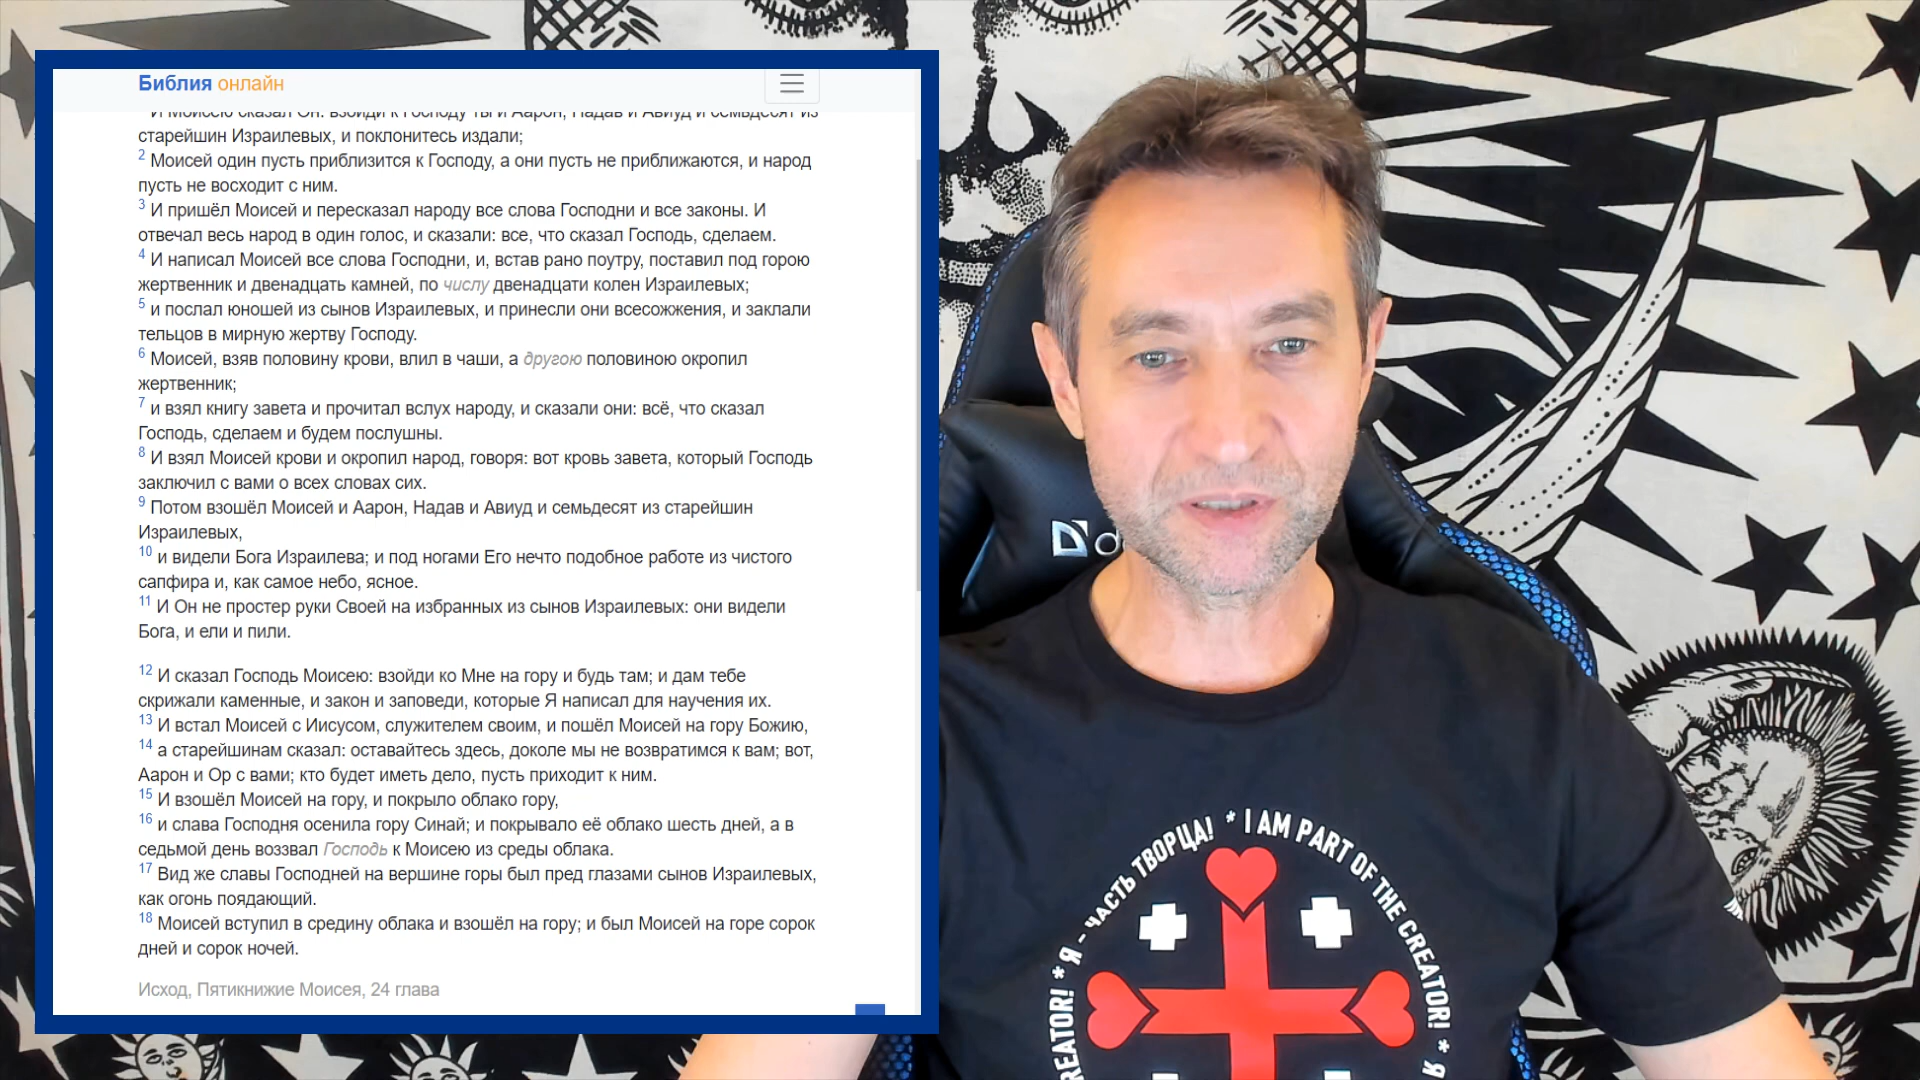 Библия онлайн
И Моисею сказал Он: взойди к Господу ты и Аарон, Надав и Авиуд и семьдесят из
старейшин Израилевых, и поклонитесь издали;
2 Моисей один пусть приблизится к Господу, а они пусть не приближаются, и народ
пусть не восходит с ним.
3 И пришёл Моисей и пересказал народу все слова Господни и все законы. И
отвечал весь народ в один голос, и сказали: все, что сказал Господь, сделаем.
4 И написал Моисей все слова Господни, и, встав рано поутру, поставил под горою
жертвенник и двенадцать камней, по числу двенадцати колен Израилевых;
5 и послал юношей из сынов Израилевых, и принесли они всесожжения, и заклали
тельцов в мирную жертву Господу.
6 Моисей, взяв половину крови, влил в чаши, а другою половиною окропил
жертвенник;
7 и взял книгу завета и прочитал вслух народу, и сказали они: всё, что сказал
Господь, сделаем и будем послушны.
8 И взял Моисей крови и окропил народ, говоря: вот кровь завета, который Господь
заключил с вами о всех словах сих.
9 Потом взошёл Моисей и Аарон, Надав и Авиуд и семьдесят из старейшин
Израилевых,
10 и видели Бога Израилева; и под ногами Его нечто подобное работе из чистого
сапфира и, как самое небо, ясное.
11 И Он не простер руки Своей на избранных из сынов Израилевых: они видели
Бога, и ели и пили.
12 И сказал Господь Моисею: взойди ко Мне на гору и будь там; и дам тебе
скрижали каменные, и закон и заповеди, которые Я написал для научения их.
13 И встал Моисей с Иисусом, служителем своим, и пошёл Моисей на гору Божию,
14 а старейшинам сказал: оставайтесь здесь, доколе мы не возвратимся к вам; вот,
Аарон и Ор с вами; кто будет иметь дело, пусть приходит к ним.
15 И взошёл Моисей на гору, и покрыло облако гору,
16 и слава Господня осенила гору Синай; и покрывало её облако шесть дней, а в
седьмой день воззвал Господь к Моисею из среды облака.
17 Вид же славы Господней на вершине горы был пред глазами сынов Израилевых,
как огонь поядающий.
18 Моисей вступил в средину облака и взошёл на гору; и был Моисей на горе сорок
дней и сорок ночей.
Исход, Пятикнижие Моисея, 24 глава
REATOR! * Я - ЧАСТЬ ТВОРЦА! * I AM PART OF THE CREATOR! * Я